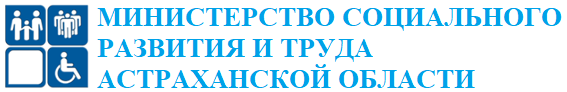 МИНИСТЕРСТВО СОЦИАЛЬНОГО
РАЗВИТИЯ И ТРУДА
АСТРАХАНСКОЙ ОБЛАСТИ